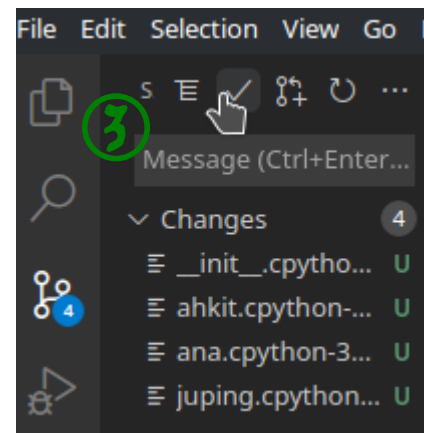 File Edit Selection View Go
S
3
Message (Ctrl+Enter...
Changes 4
__init__.cpytho... U
4
ahkit.cpython-... U
ana.cpython-3... U
juping.cpython... U